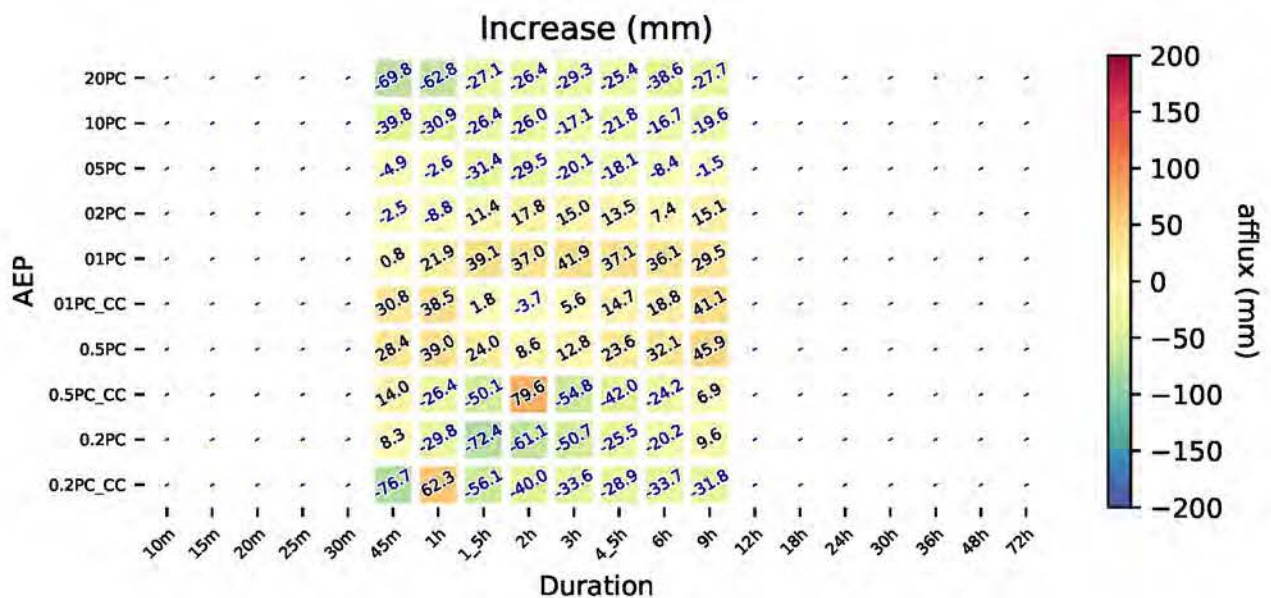 Increase (mm)
20PC -69.8 -62.8 -27.1 -26.4 -29.3 -25.4 -38.6 -27.7
10PC -39.8 -30.9 -26.4 -26.0 -17.1 -21.8 -16.7 -19.6
05PC -4.9 -2.6 -31.4 -29.5 -20.1 -18.1 -8.4 -1.5
02PC -2.5 -8.8 11.4 17.8 15.0 13.5 7.4 15.1
01PC 0.8 21.9 39.1 37.0 41.9 37.1 36.1 29.5
01PC_CC 30.8 38.5 1.8 -3.7 5.6 14.7 18.8 41.1
0.5PC 28.4 39.0 24.0 8.6 12.8 23.6 32.1 45.9
0.5PC_CC 14.0 -26.4 -50.1 79.6 -54.8 -42.0 -24.2 6.9
0.2PC 8.3 -29.8 -72.4 -61.1 -50.7 -25.5 -20.2 9.6
0.2PC_CC -76.7 62.3 -56.1 -40.0 -33.6 -28.9 -33.7 -31.8
AEP
10m 15m 20m 25m 30m 45m 1h 1_5h 2h 3h 4_5h 6h 9h 12h 18h 24h 30h 36h 48h 72h
Duration
200
150
100
50
0
−50
−100
−150
−200
afflux (mm)